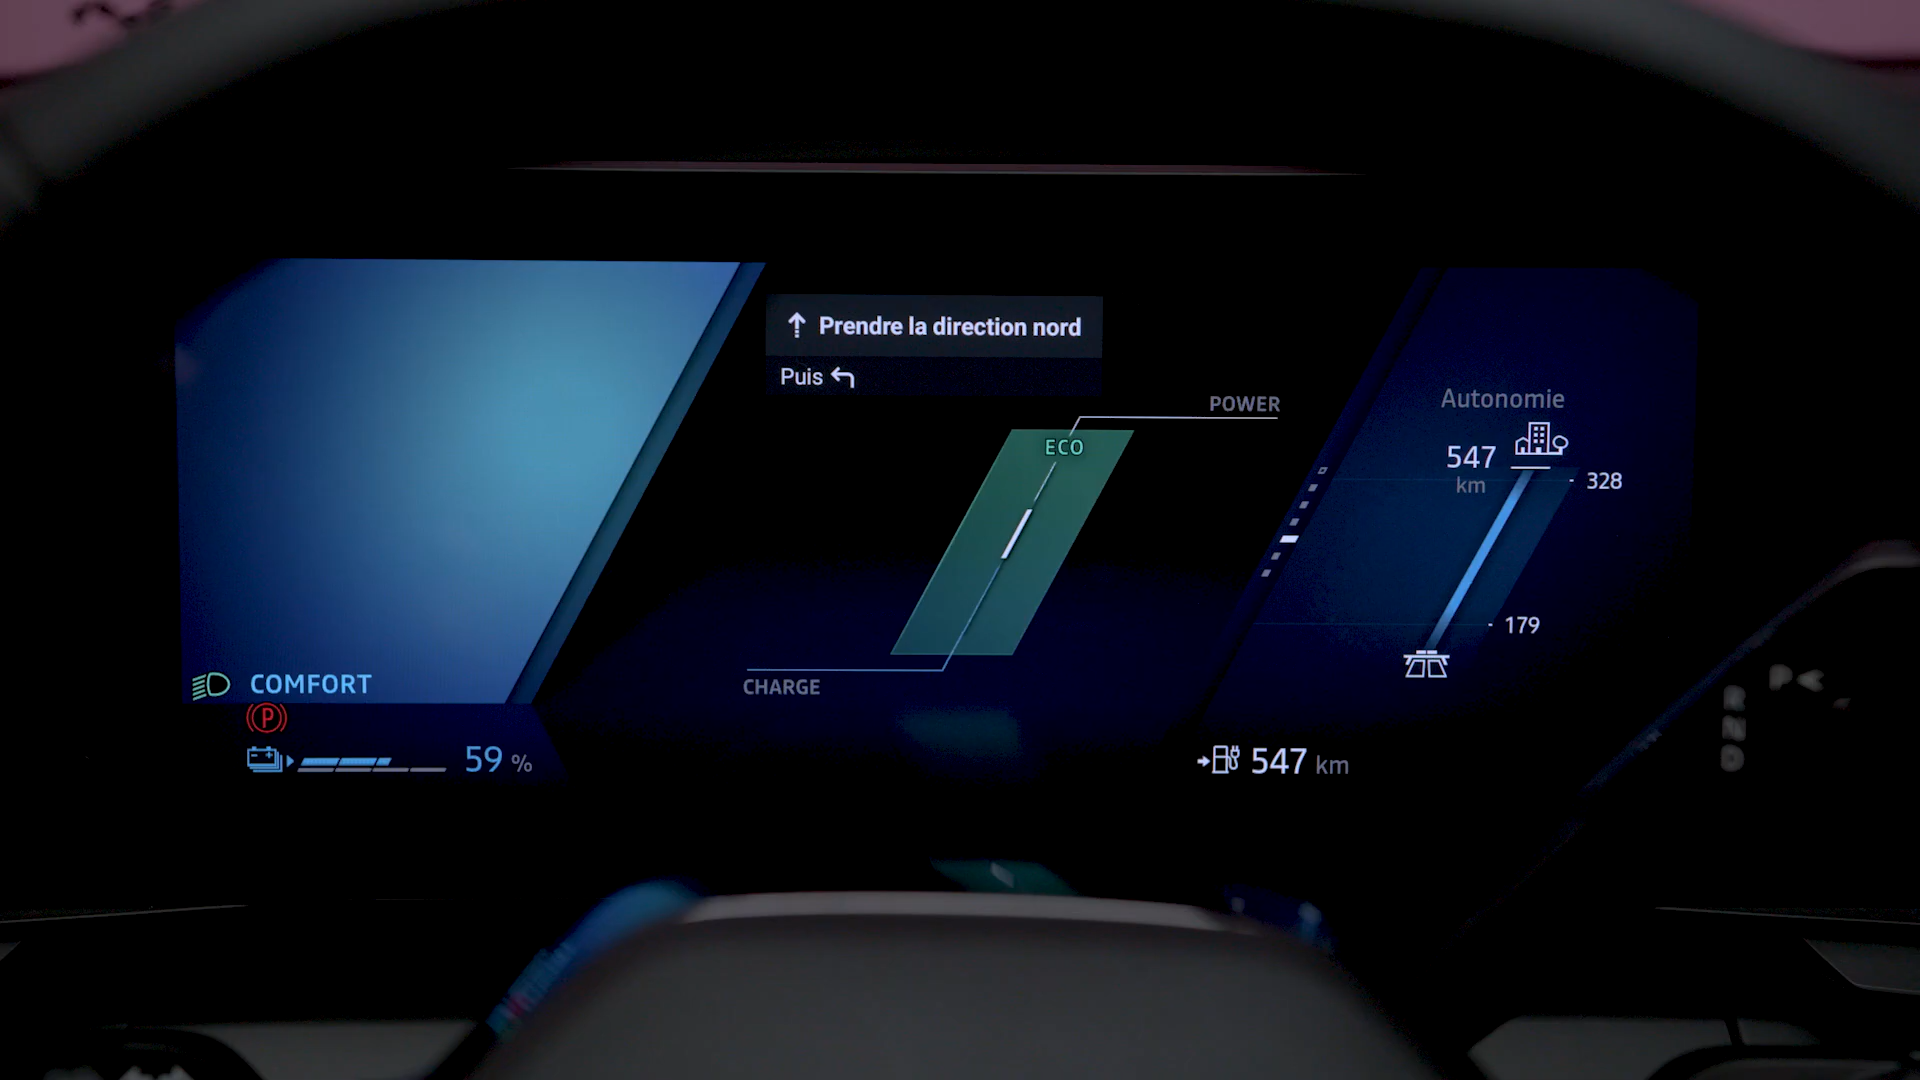 Prendre la direction nord
Puis
POWER
ECO
CHARGE
Autonomie
547
km
328
179
COMFORT
P
59 %
547 km
P
R
N
D